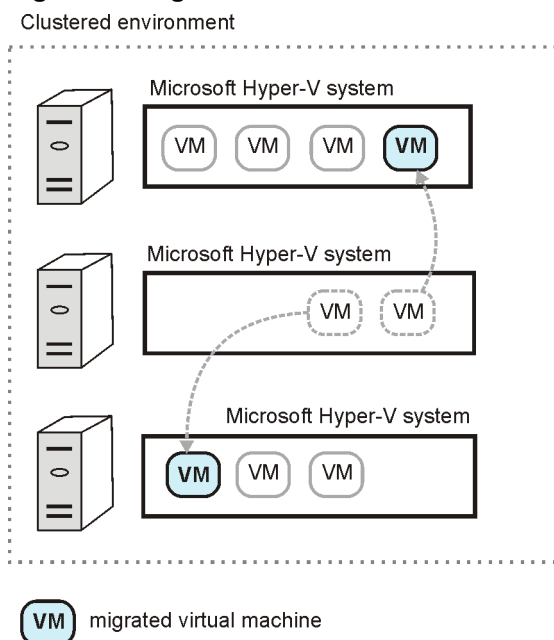 Clustered environment
Microsoft Hyper-V system
VM VM VM VM
Microsoft Hyper-V system
VM VM
Microsoft Hyper-V system
VM VM VM
VM migrated virtual machine